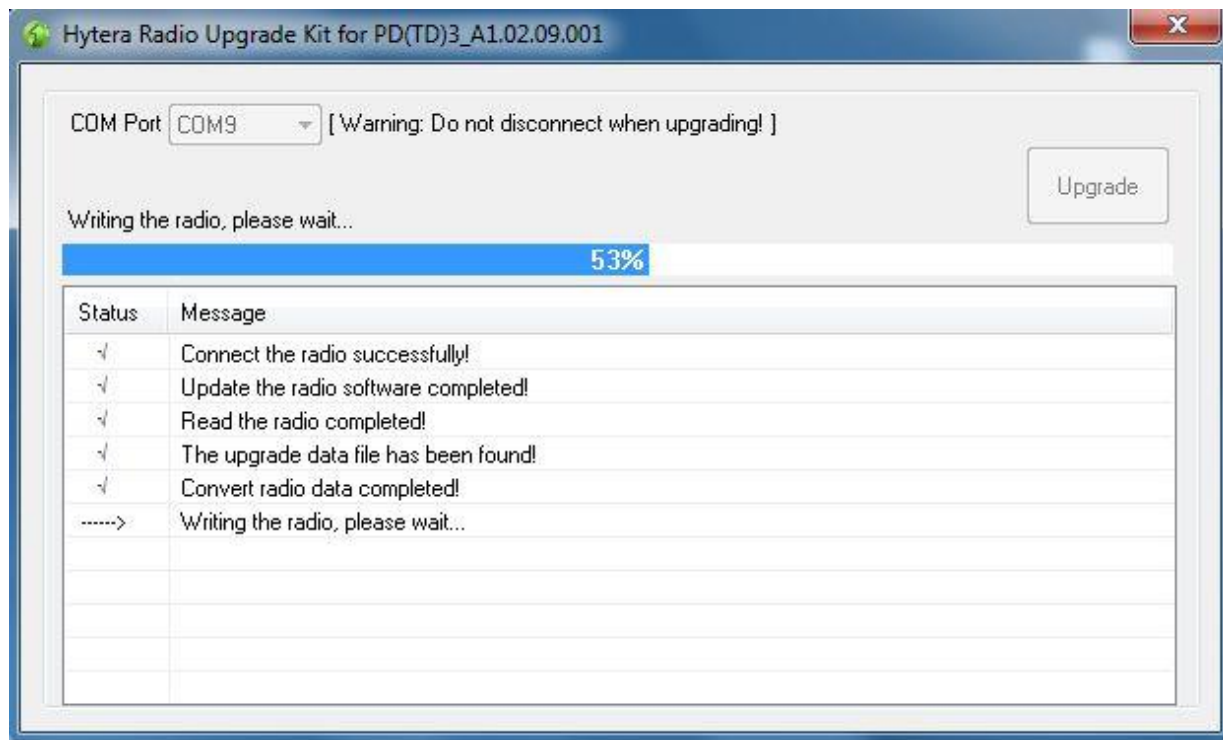 Hytera Radio Upgrade Kit for PD(TD)3_A1.02.09.001
COM Port COM9 [ Warning: Do not disconnect when upgrading! ]
Upgrade
Writing the radio, please wait...
53%
Status Message
√ Connect the radio successfully!
√ Update the radio software completed!
√ Read the radio completed!
√ The upgrade data file has been found!
√ Convert radio data completed!
------> Writing the radio, please wait...